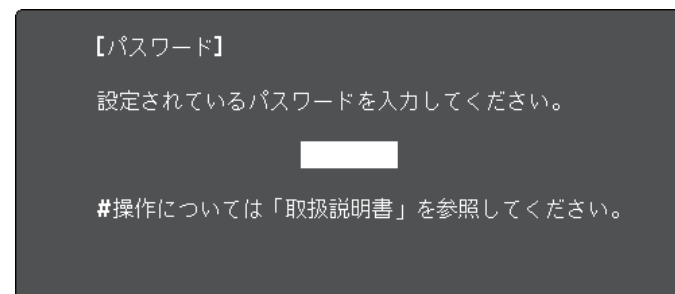 [パスワード]
設定されているパスワードを入力してください。
#操作については「取扱説明書」を参照してください。